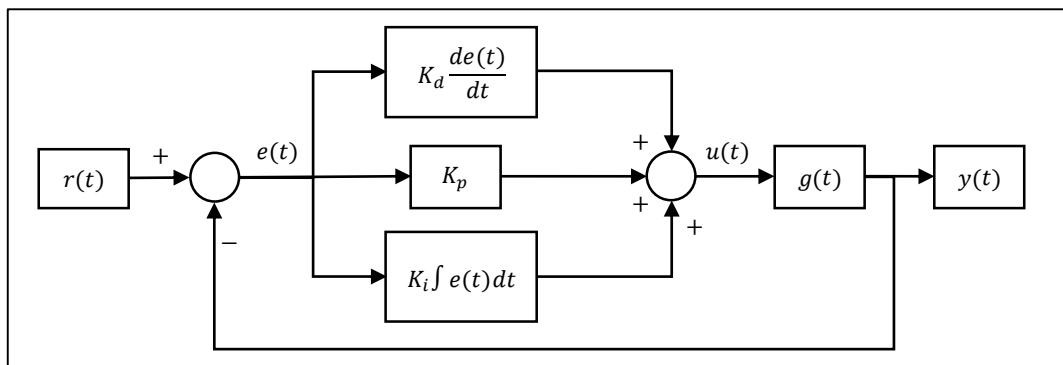 K_d de(t)/dt
r(t)
+
e(t)
K_p
+
+
u(t)
g(t)
y(t)
−
K_i ∫ e(t)dt
+